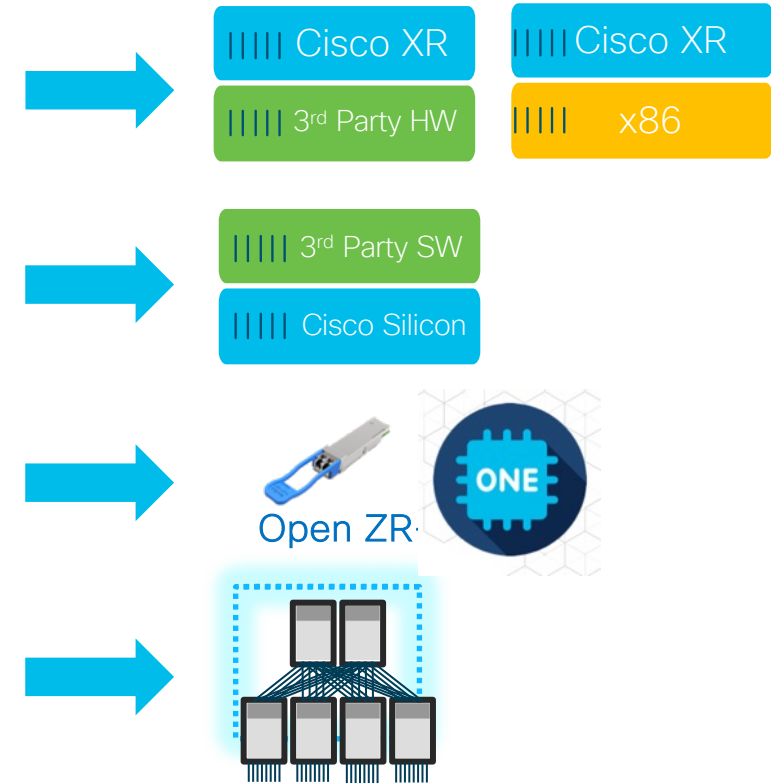 Cisco XR
Cisco XR
3rd Party HW
x86
3rd Party SW
Cisco Silicon
Open ZR
ONE